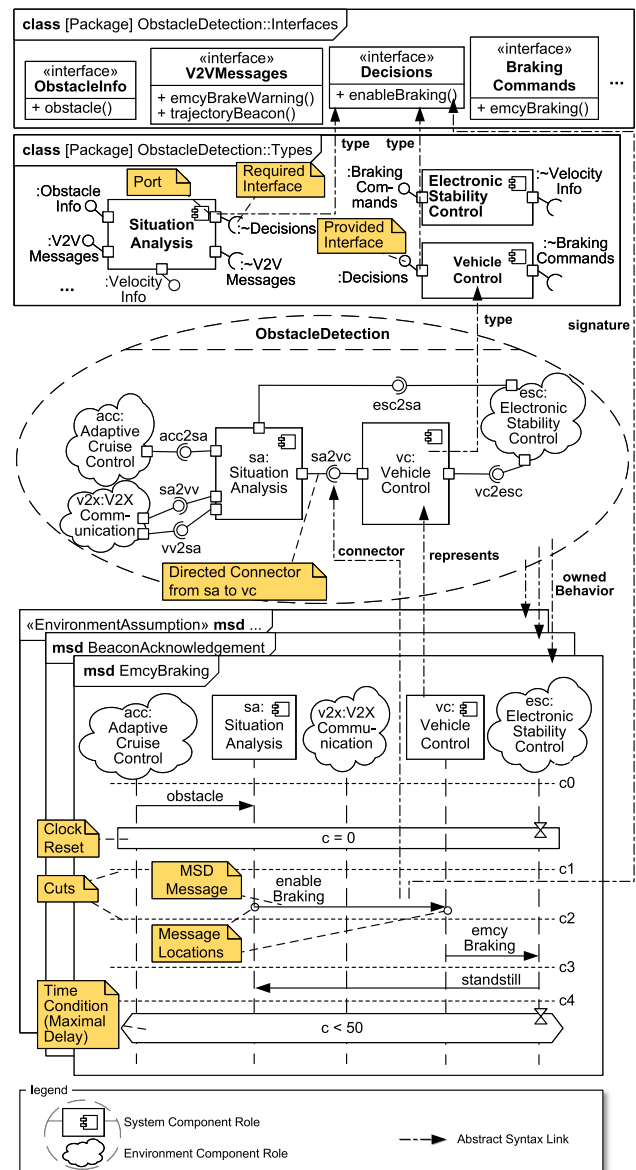 class [Package] ObstacleDetection::Interfaces
«interface»
ObstacleInfo
+ obstacle()
«interface»
V2VMessages
+ emcyBrakeWarning()
+ trajectoryBeacon()
«interface»
Decisions
+ enableBraking()
«interface»
Braking
Commands
+ emcyBraking()
...
class [Package] ObstacleDetection::Types
type
type
Port
Required
Interface
:Obstacle
Info
:V2V
Messages
...
Situation
Analysis
:Velocity
Info
:~Decisions
:~V2V
Messages
Provided
Interface
:Braking
Com-
mands
Electronic
Stability
Control
:~Velocity
Info
:Decisions
Vehicle
Control
:~Braking
Commands
type
signature
ObstacleDetection
acc:
Adaptive
Cruise
Control
acc2sa
v2x:V2X
Comm-
unication
sa2vv
vv2sa
sa:
Situation
Analysis
esc2sa
sa2vc
vc:
Vehicle
Control
vc2esc
esc:
Electronic
Stability
Control
Directed Connector
from sa to vc
connector
represents
owned
Behavior
«EnvironmentAssumption» msd ...
msd BeaconAcknowledgement
msd EmcyBraking
acc:
Adaptive
Cruise
Control
sa:
Situation
Analysis
v2x:V2X
Commu-
nication
vc:
Vehicle
Control
esc:
Electronic
Stability
Control
c0
obstacle
Clock
Reset
c = 0
c1
Cuts
MSD
Message
enable
Braking
c2
Message
Locations
emcy
Braking
c3
standstill
c4
Time
Condition
(Maximal
Delay)
c < 50
legend
System Component Role
Environment Component Role
Abstract Syntax Link